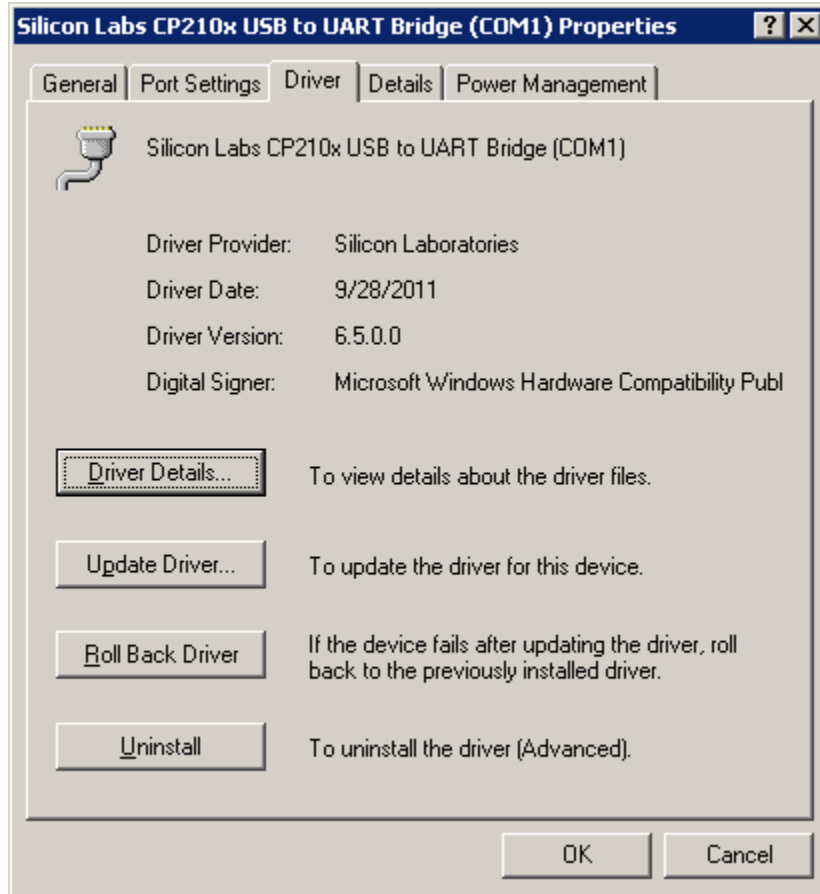 Silicon Labs CP210x USB to UART Bridge (COM1) Properties
General Port Settings Driver Details Power Management
Silicon Labs CP210x USB to UART Bridge (COM1)
Driver Provider: Silicon Laboratories
Driver Date: 9/28/2011
Driver Version: 6.5.0.0
Digital Signer: Microsoft Windows Hardware Compatibility Publ
Driver Details... To view details about the driver files.
Update Driver... To update the driver for this device.
Roll Back Driver If the device fails after updating the driver, roll
back to the previously installed driver.
Uninstall To uninstall the driver (Advanced).
OK Cancel